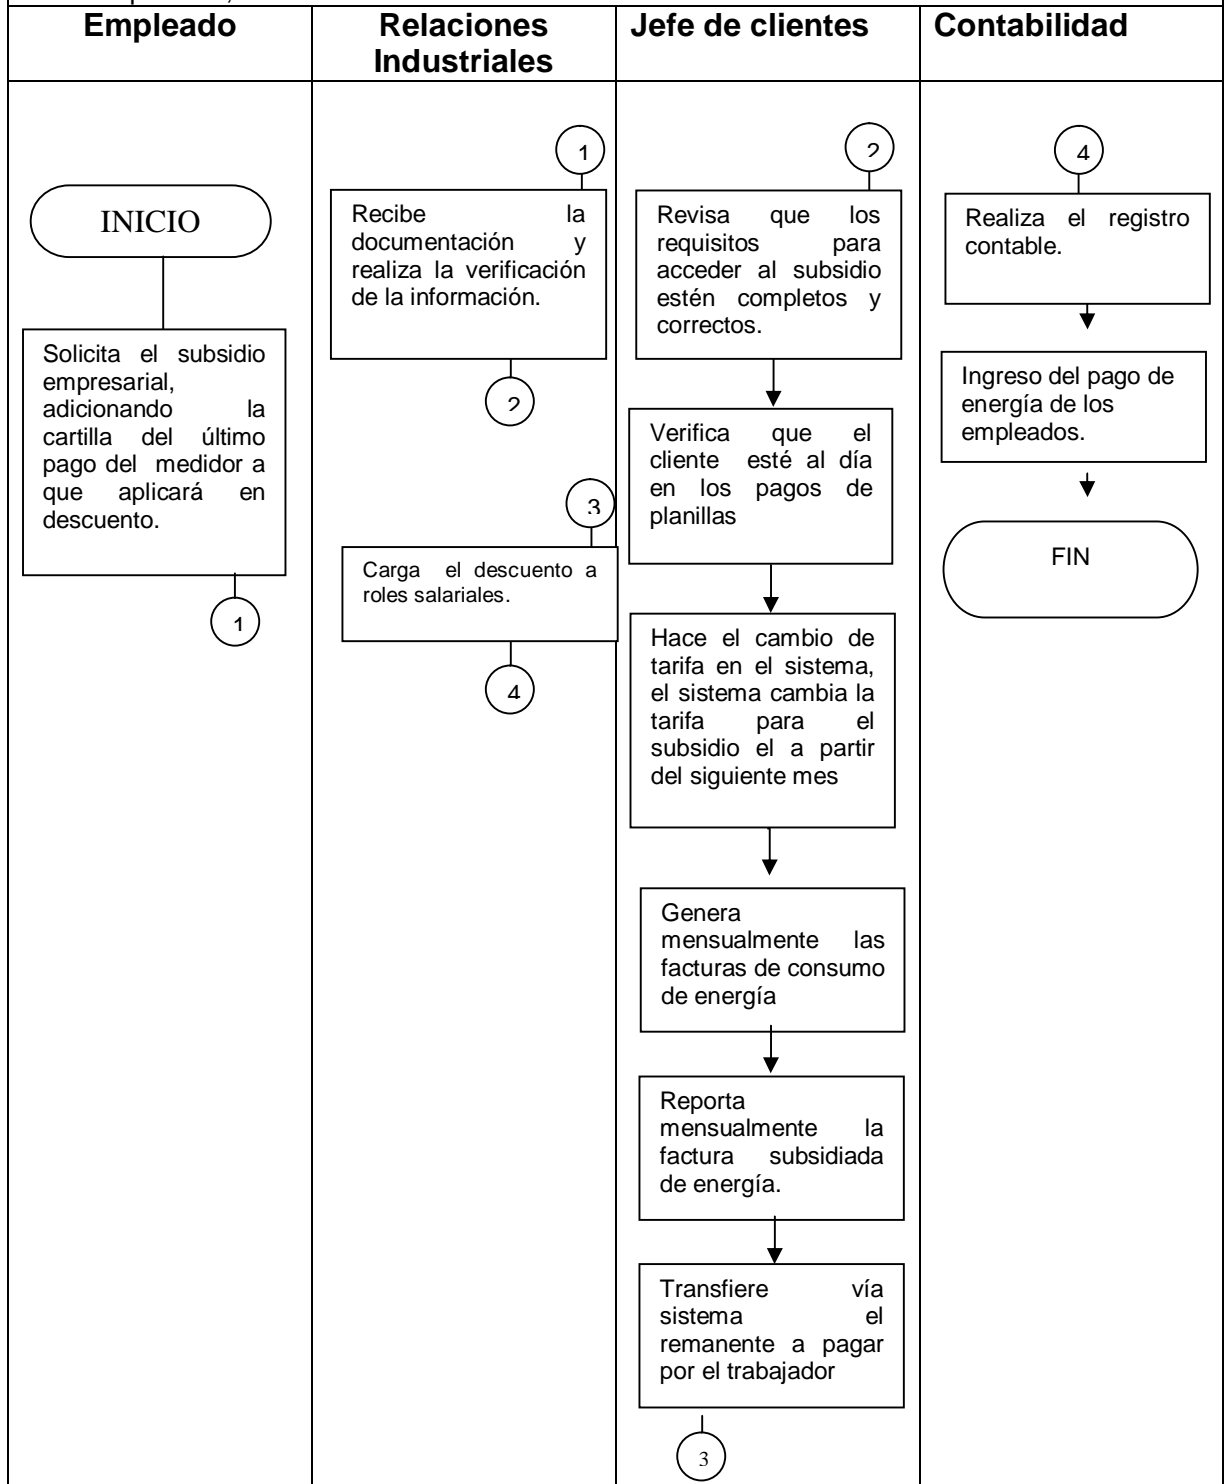 Empleado
Relaciones
Industriales
Jefe de clientes
Contabilidad
INICIO
Solicita el subsidio
empresarial,
adicionando la
cartilla del último
pago del medidor a
que aplicará en
descuento.
1
1
Recibe la
documentación y
realiza la verificación
de la información.
2
3
Carga el descuento a
roles salariales.
4
2
Revisa que los
requisitos para
acceder al subsidio
estén completos y
correctos.
Verifica que el
cliente esté al día
en los pagos de
planillas
Hace el cambio de
tarifa en el sistema,
el sistema cambia la
tarifa para el
subsidio el a partir
del siguiente mes
Genera
mensualmente las
facturas de consumo
de energía
Reporta
mensualmente la
factura subsidiada
de energía.
Transfiere vía
sistema el
remanente a pagar
por el trabajador
3
4
Realiza el registro
contable.
Ingreso del pago de
energía de los
empleados.
FIN